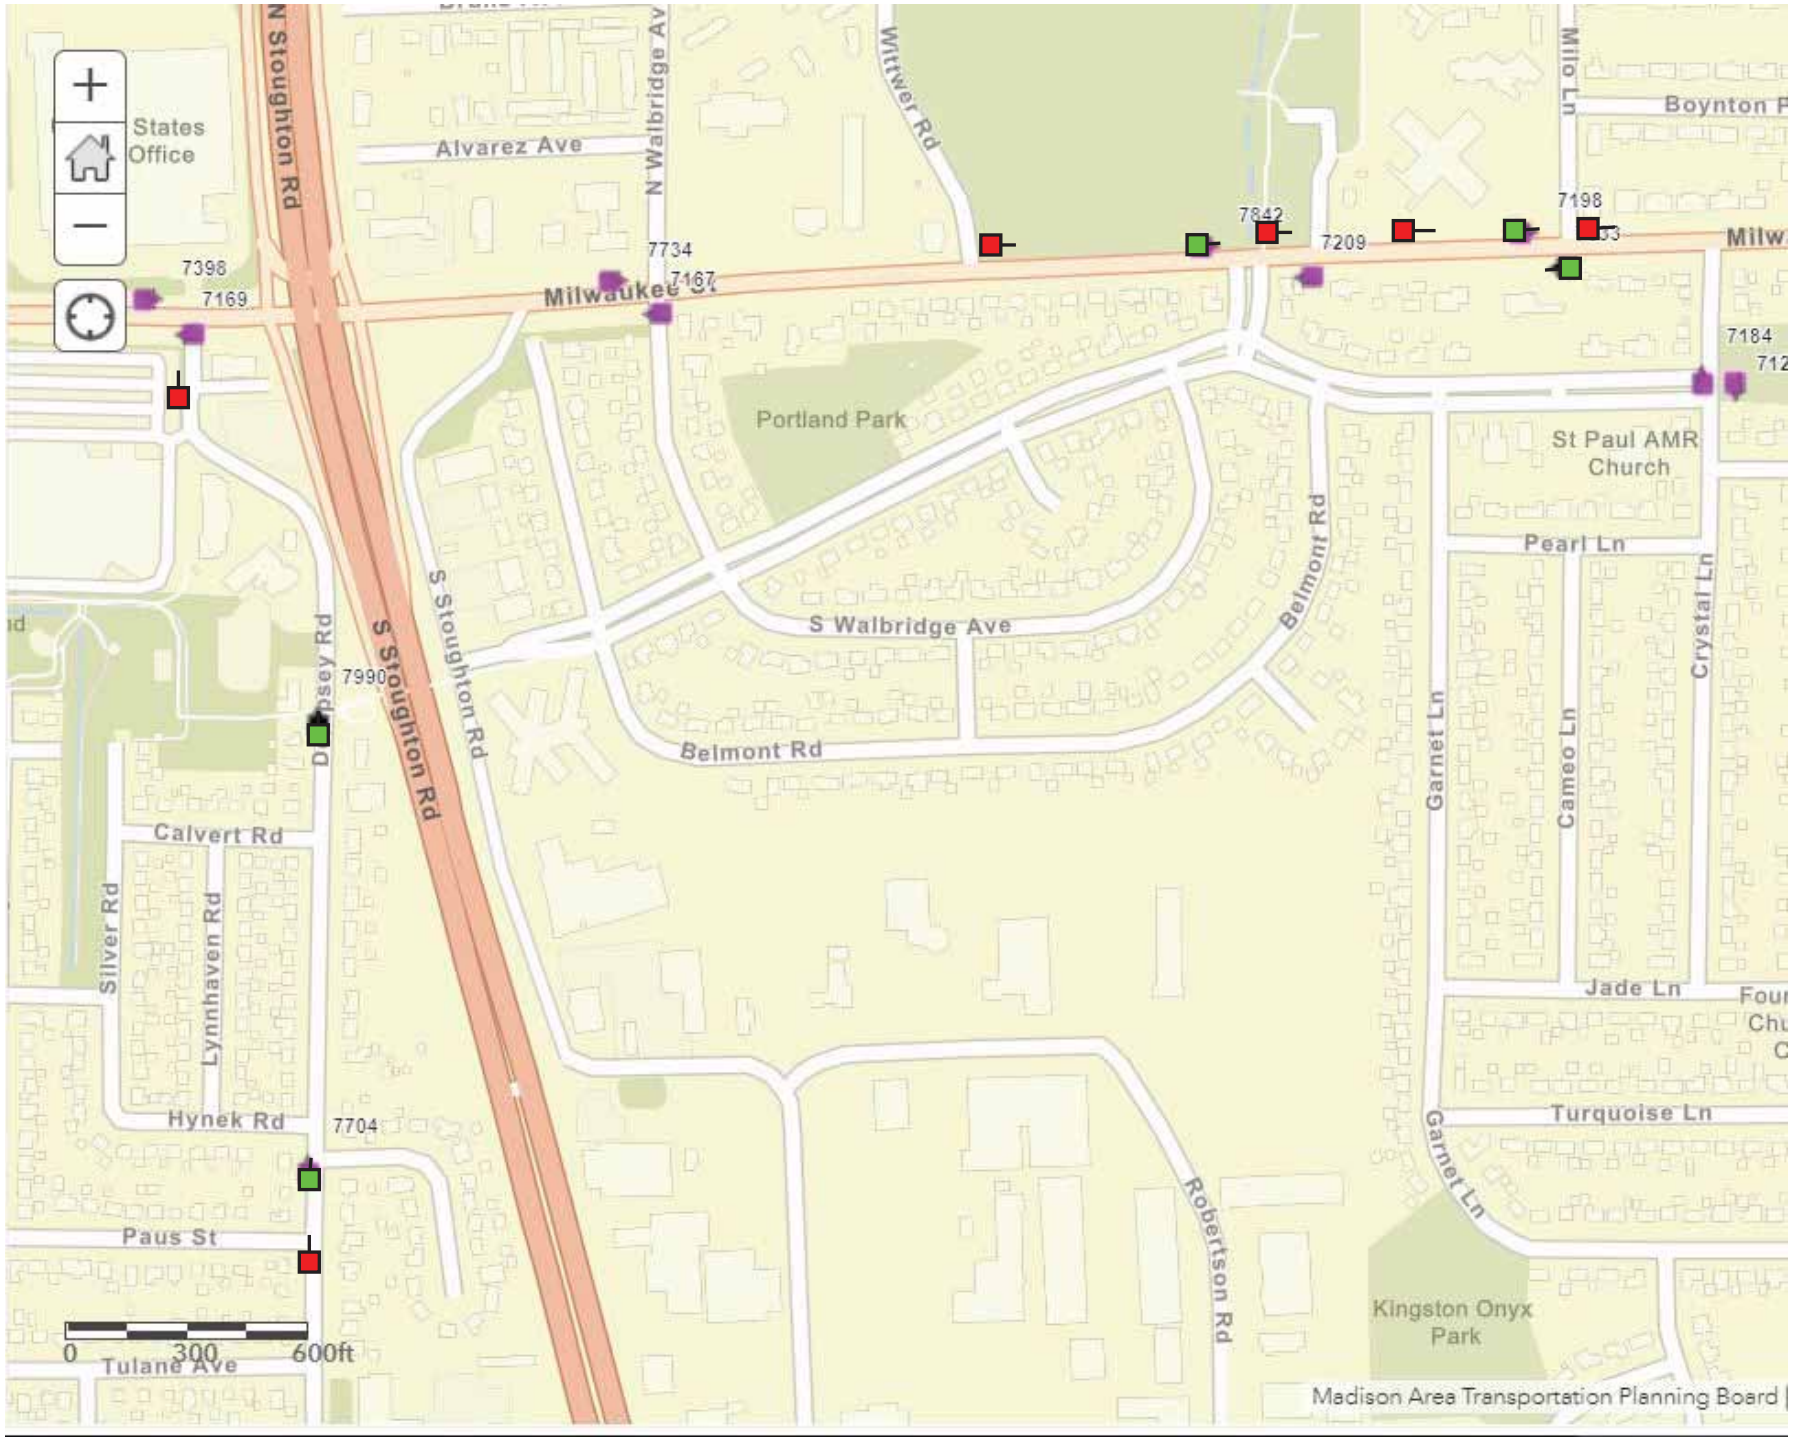 N Stoughton Rd
N Walbridge Av
Wittwer Rd
Milo Ln
Boynton P
States
Office
Alvarez Ave
7398
7169
7734
7167
Milwaukee St
7842
7209
7198
Milw
7184
712
Portland Park
St Paul AMR
Church
Pearl Ln
Belmont Rd
Crystal Ln
S Stoughton Rd
S Stoughton Rd
S Walbridge Ave
7990
Belmont Rd
Garnet Ln
Cameo Ln
Calvert Rd
Silver Rd
Lynnhaven Rd
Jade Ln
Four
Chu
C
Hynek Rd
7704
Turquoise Ln
Garnet Ln
Paus St
Robertson Rd
Kingston Onyx
Park
0 300 600ft
Tulane Ave
Madison Area Transportation Planning Board |